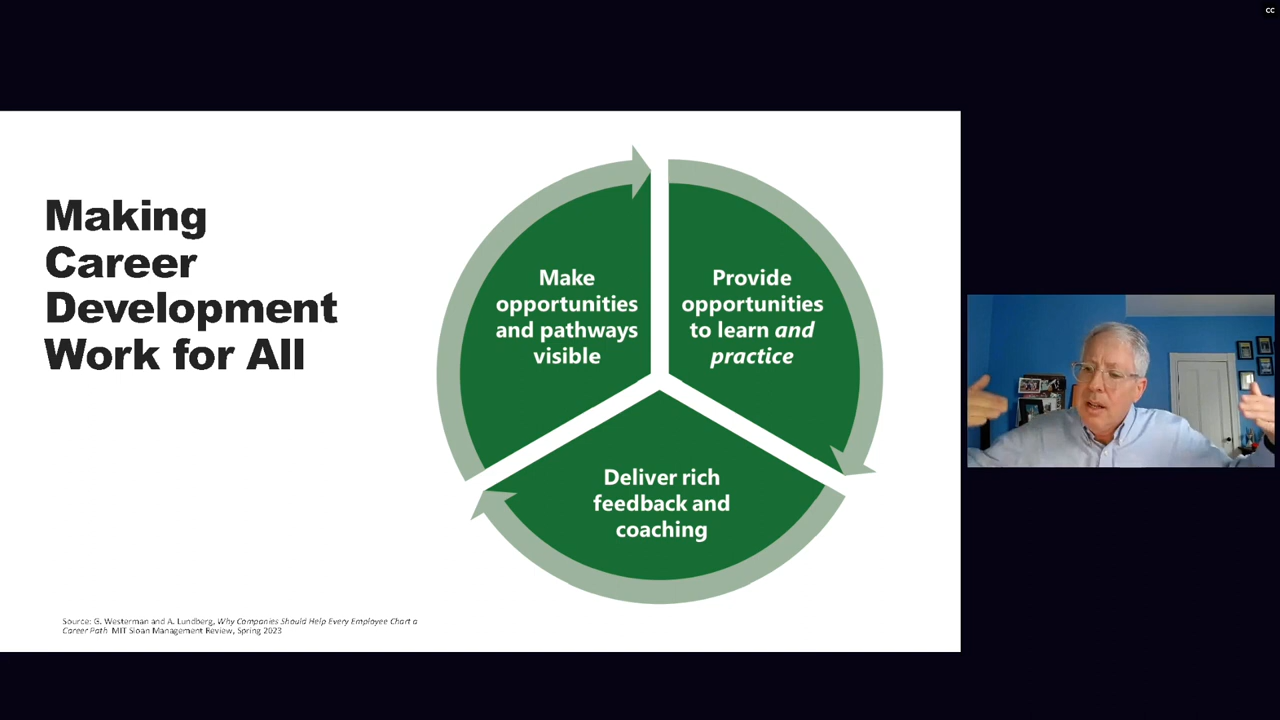 CC
Making
Career
Development
Work for All
Make
opportunities
and pathways
visible
Provide
opportunities
to learn and
practice
Deliver rich
feedback and
coaching
Source: G. Westerman and A. Lundberg, Why Companies Should Help Every Employee Chart a
Career Path MIT Sloan Management Review, Spring 2023